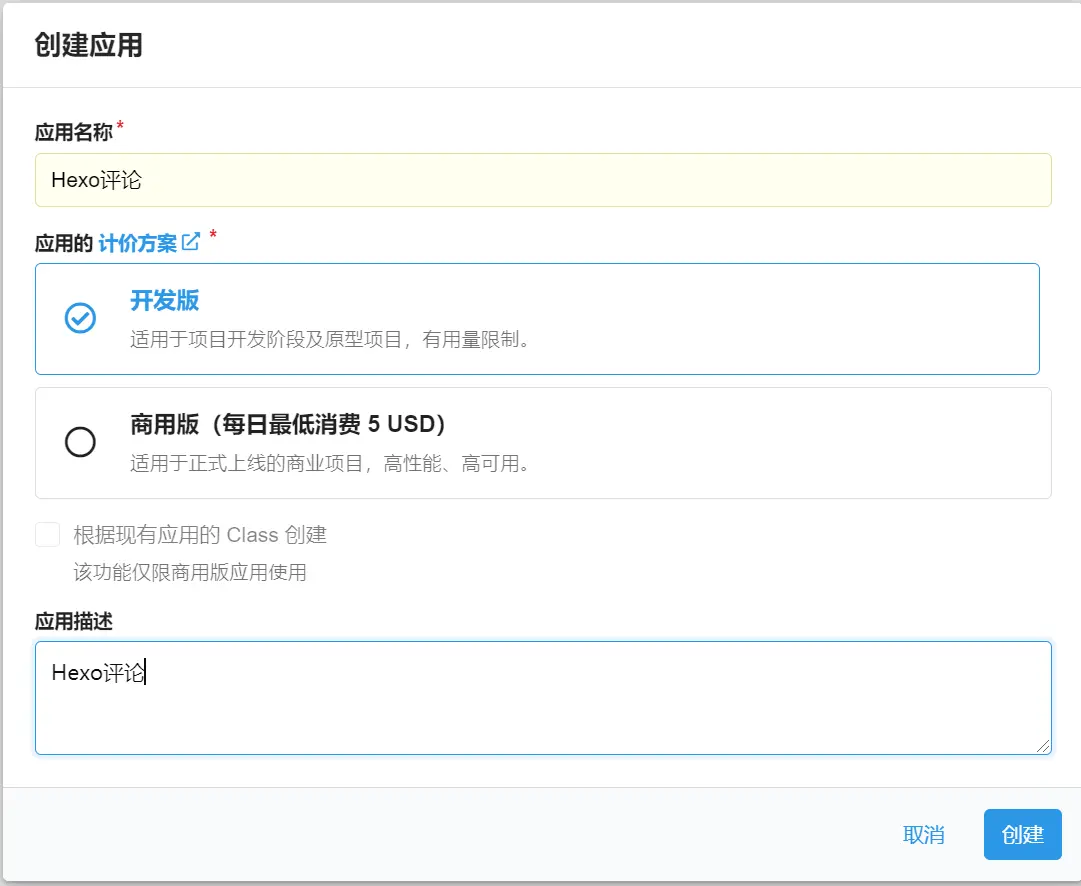 创建应用
应用名称*
Hexo评论
应用的 计价方案 *
开发版
适用于项目开发阶段及原型项目，有用量限制。
商用版（每日最低消费 5 USD）
适用于正式上线的商业项目，高性能、高可用。
根据现有应用的 Class 创建
该功能仅限商用版应用使用
应用描述
Hexo评论
取消 创建